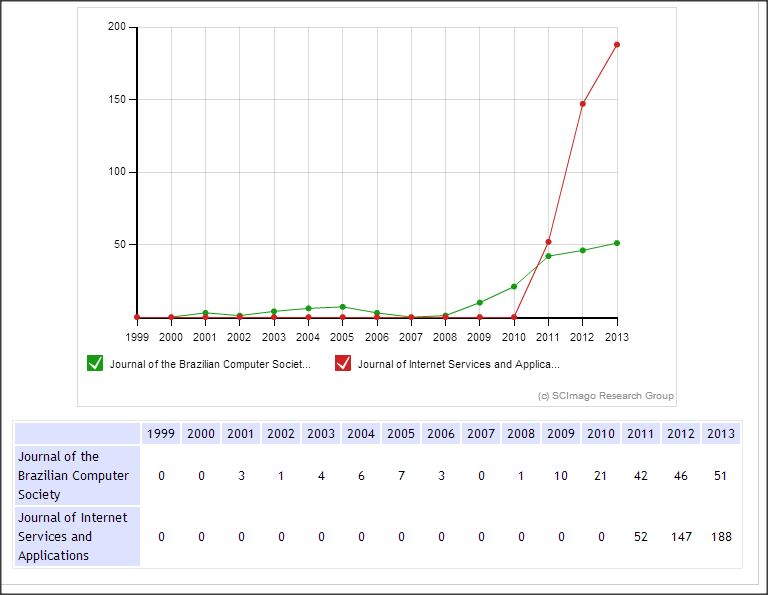 200
150
100
50
1999 2000 2001 2002 2003 2004 2005 2006 2007 2008 2009 2010 2011 2012 2013
Journal of the Brazilian Computer Societ... Journal of Internet Services and Applica...
(c) SCImago Research Group
1999 2000 2001 2002 2003 2004 2005 2006 2007 2008 2009 2010 2011 2012 2013
Journal of the
Brazilian Computer 0 0 3 1 4 6 7 3 0 1 10 21 42 46 51
Society
Journal of Internet
Services and 0 0 0 0 0 0 0 0 0 0 0 0 52 147 188
Applications